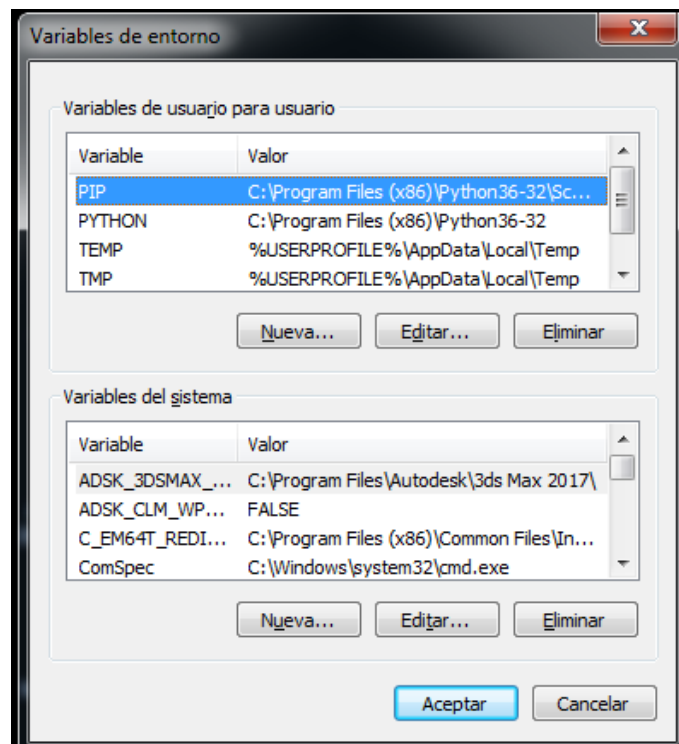 Variables de entorno
Variables de usuario para usuario
Variable Valor
PIP C:\Program Files (x86)\Python36-32\Sc...
PYTHON C:\Program Files (x86)\Python36-32
TEMP %USERPROFILE%\AppData\Local\Temp
TMP %USERPROFILE%\AppData\Local\Temp
Nueva... Editar... Eliminar
Variables del sistema
Variable Valor
ADSK_3DSMAX_... C:\Program Files\Autodesk\3ds Max 2017\
ADSK_CLM_WP... FALSE
C_EM64T_REDI... C:\Program Files (x86)\Common Files\In...
ComSpec C:\Windows\system32\cmd.exe
Nueva... Editar... Eliminar
Aceptar Cancelar